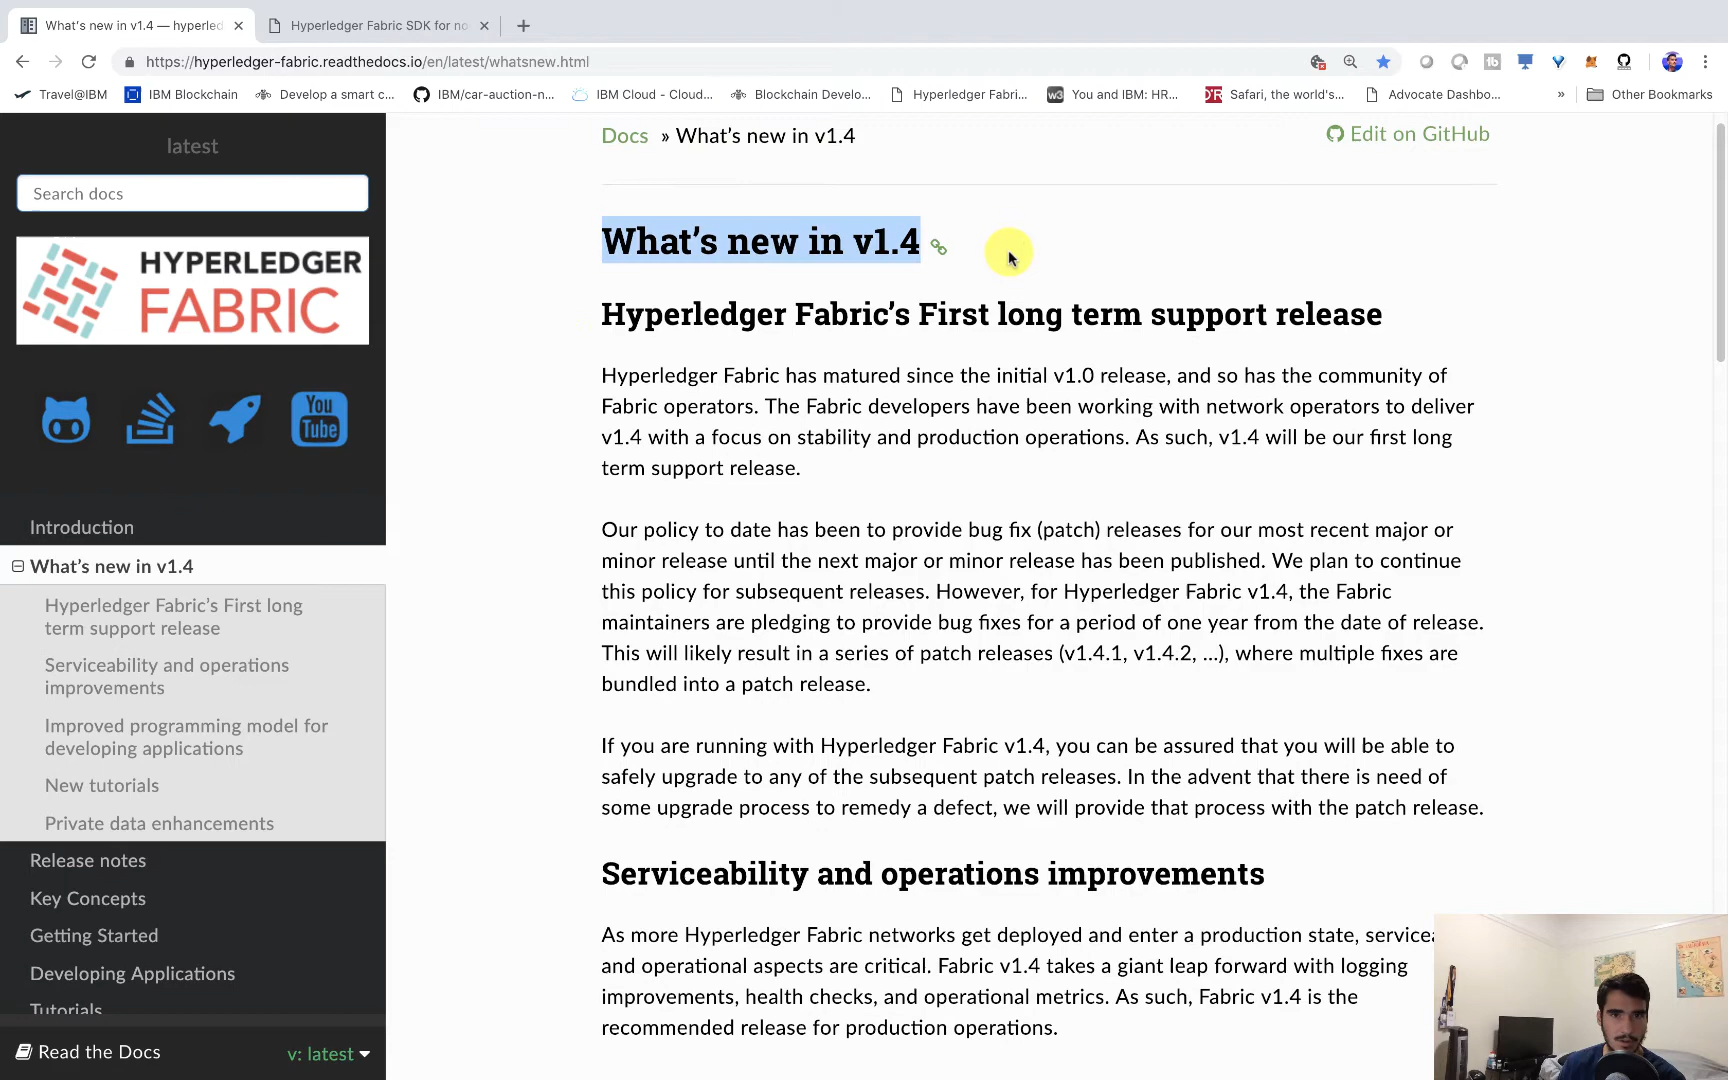 What's new in v1.4 — hyperled
Hyperledger Fabric SDK for no
https://hyperledger-fabric.readthedocs.io/en/latest/whatsnew.html
Travel@IBM
IBM Blockchain
Develop a smart c...
IBM/car-auction-n...
IBM Cloud - Cloud...
Blockchain Develo...
Hyperledger Fabri...
w3
You and IBM: HR...
Safari, the world's...
Advocate Dashbo...
»
Other Bookmarks
latest
Search docs
HYPERLEDGER
FABRIC
You
Tube
Introduction
What's new in v1.4
Hyperledger Fabric's First long
term support release
Serviceability and operations
improvements
Improved programming model for
developing applications
New tutorials
Private data enhancements
Release notes
Key Concepts
Getting Started
Developing Applications
Tutorials
Read the Docs
v: latest
Docs » What's new in v1.4
Edit on GitHub
What's new in v1.4
Hyperledger Fabric's First long term support release
Hyperledger Fabric has matured since the initial v1.0 release, and so has the community of
Fabric operators. The Fabric developers have been working with network operators to deliver
v1.4 with a focus on stability and production operations. As such, v1.4 will be our first long
term support release.
Our policy to date has been to provide bug fix (patch) releases for our most recent major or
minor release until the next major or minor release has been published. We plan to continue
this policy for subsequent releases. However, for Hyperledger Fabric v1.4, the Fabric
maintainers are pledging to provide bug fixes for a period of one year from the date of release.
This will likely result in a series of patch releases (v1.4.1, v1.4.2, ...), where multiple fixes are
bundled into a patch release.
If you are running with Hyperledger Fabric v1.4, you can be assured that you will be able to
safely upgrade to any of the subsequent patch releases. In the advent that there is need of
some upgrade process to remedy a defect, we will provide that process with the patch release.
Serviceability and operations improvements
As more Hyperledger Fabric networks get deployed and enter a production state, servicea
and operational aspects are critical. Fabric v1.4 takes a giant leap forward with logging
improvements, health checks, and operational metrics. As such, Fabric v1.4 is the
recommended release for production operations.